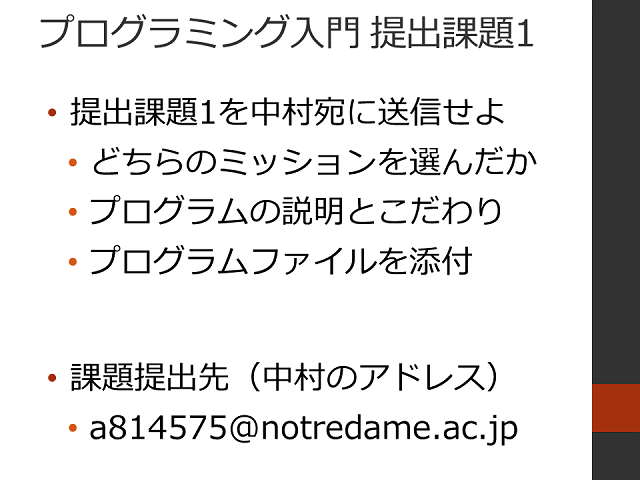 プログラミング入門 提出課題1
• 提出課題1を中村宛に送信せよ
• どちらのミッションを選んだか
• プログラムの説明とこだわり
• プログラムファイルを添付
• 課題提出先（中村のアドレス）
• a814575@notredame.ac.jp